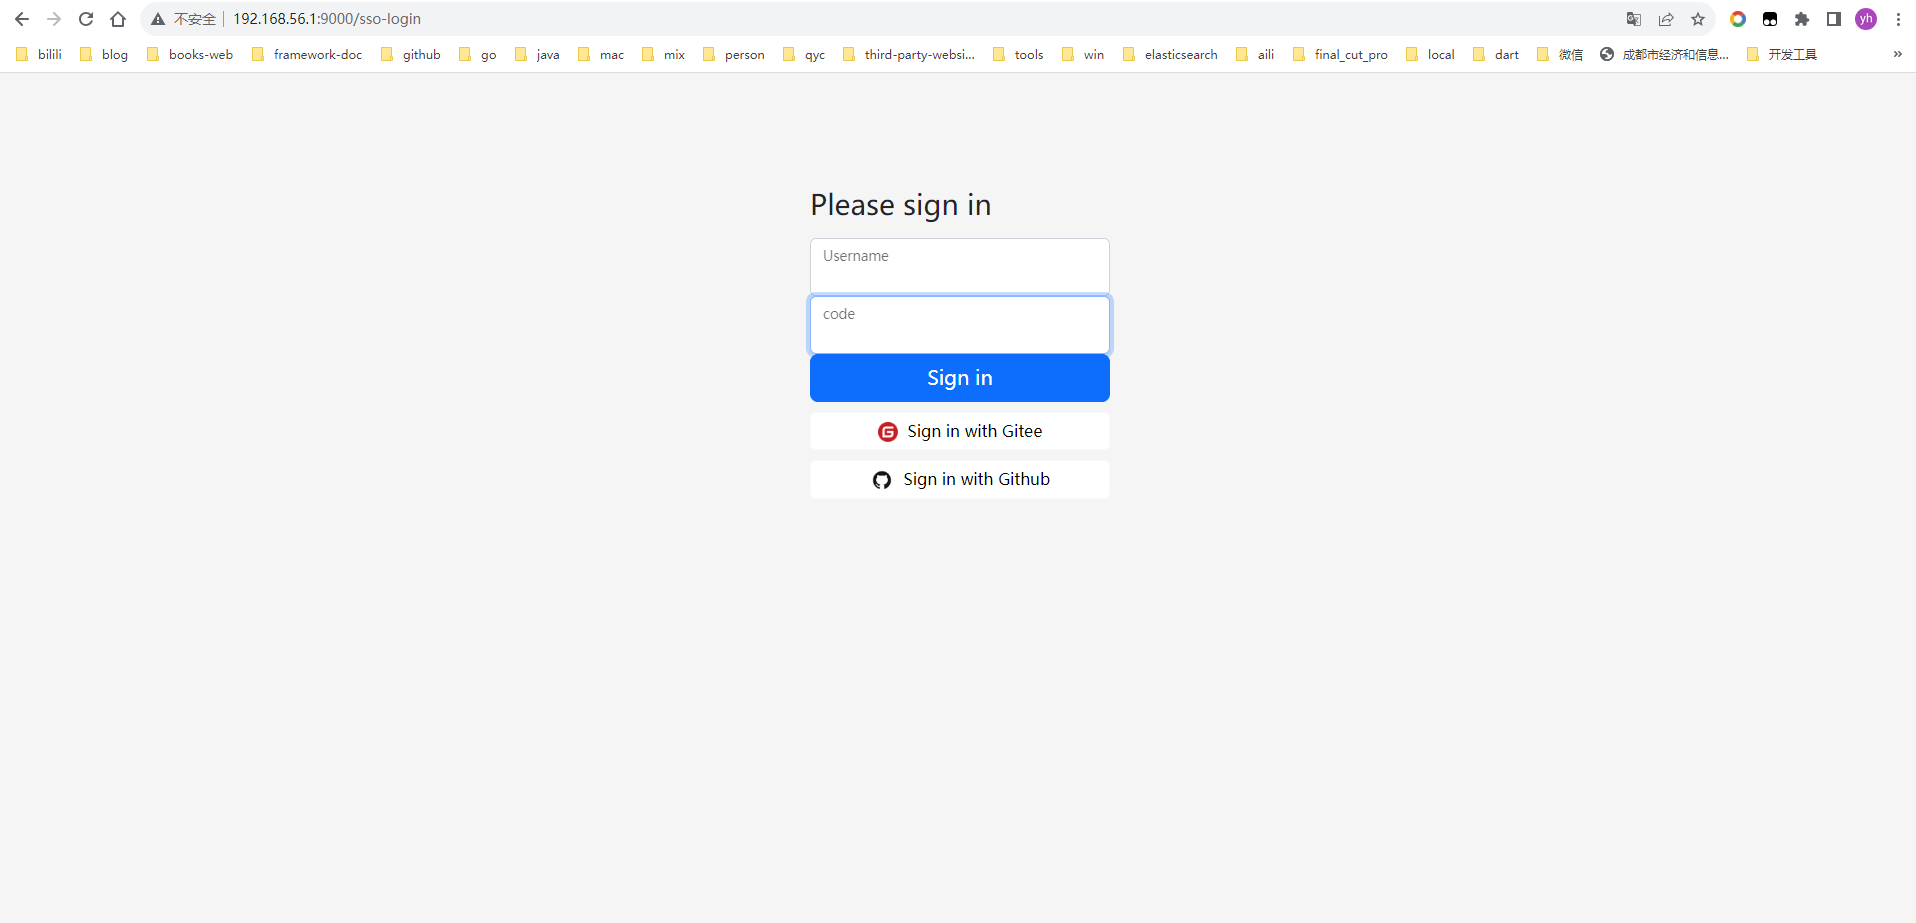 不安全 | 192.168.56.1:9000/sso-login
yh
bilili blog books-web framework-doc github go java mac mix person qyc third-party-websi... tools win elasticsearch aili final_cut_pro local dart 微信 成都市经济和信息... 开发工具 »
Please sign in
Username
code
Sign in
G Sign in with Gitee
Sign in with Github